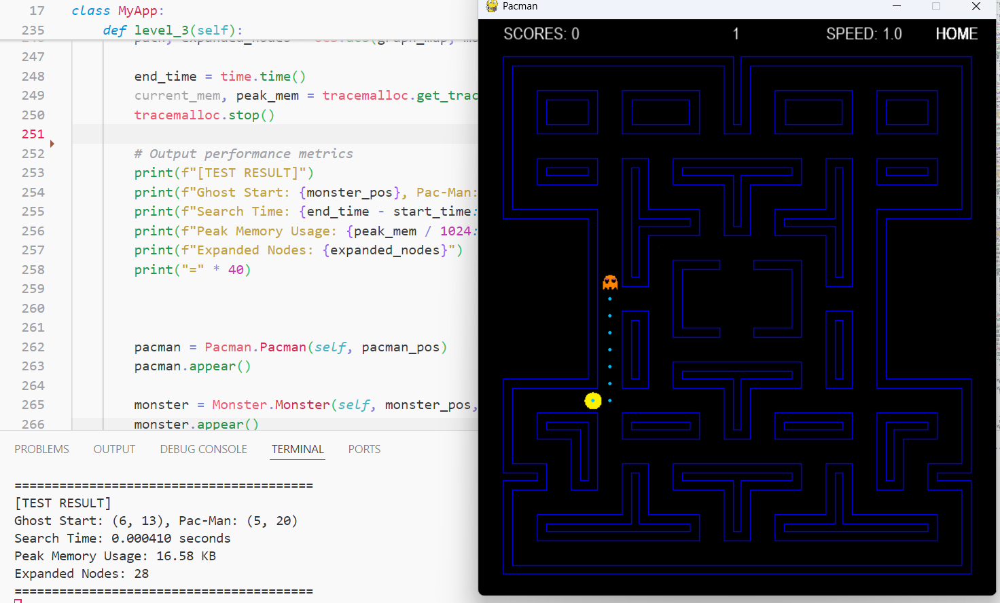 17 class MyApp:
235 def level_3(self):
247
248 end_time = time.time()
249 current_mem, peak_mem = tracemalloc.get_trac
250 tracemalloc.stop()
251
252 # Output performance metrics
253 print(f"[TEST RESULT]")
254 print(f"Ghost Start: {monster_pos}, Pac-Man:
255 print(f"Search Time: {end_time - start_time:
256 print(f"Peak Memory Usage: {peak_mem / 1024:
257 print(f"Expanded Nodes: {expanded_nodes}")
258 print("=" * 40)
259
260
261
262 pacman = Pacman.Pacman(self, pacman_pos)
263 pacman.appear()
264
265 monster = Monster.Monster(self, monster_pos,
266 monster.appear()
PROBLEMS OUTPUT DEBUG CONSOLE TERMINAL PORTS
========================================
[TEST RESULT]
Ghost Start: (6, 13), Pac-Man: (5, 20)
Search Time: 0.000410 seconds
Peak Memory Usage: 16.58 KB
Expanded Nodes: 28
========================================
Pacman
SCORES: 0 1 SPEED: 1.0 HOME